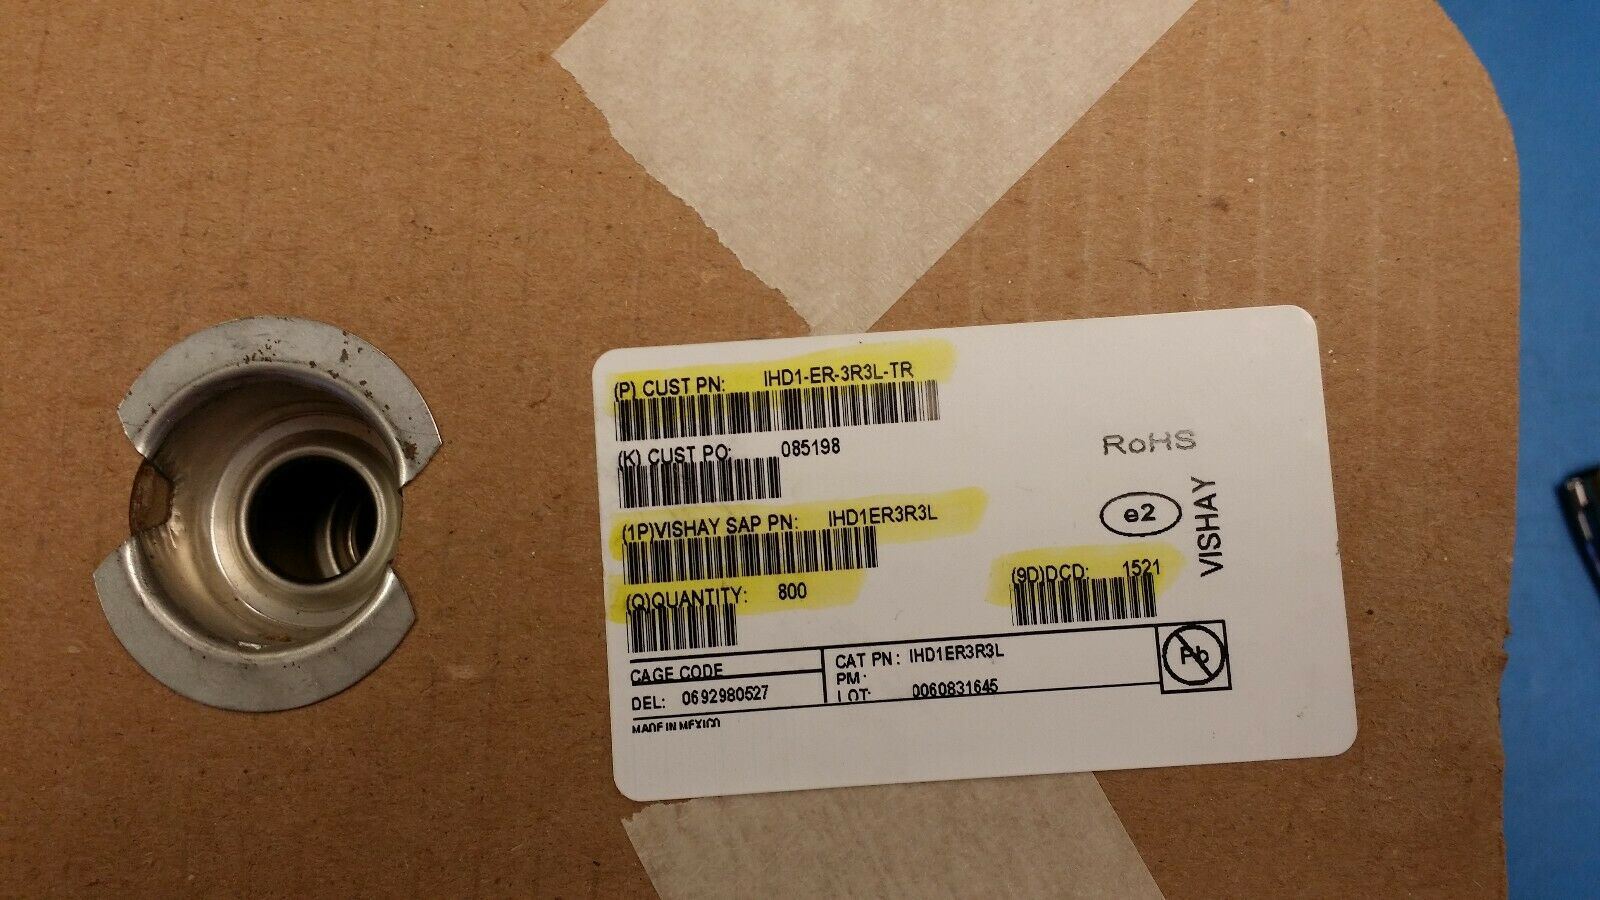 (P) CUST PN: IHD1-ER-3R3L-TR
(K) CUST PO: 085198
(1P)VISHAY SAP PN: IHD1ER3R3L
(Q)QUANTITY: 800
RoHS
e2
VISHAY
(9D)DCD: 1521
CAGE CODE
DEL: 0692980527
CAT PN: IHD1ER3R3L
PM:
LOT: 0060831645
Pb
MADE IN MEXICO